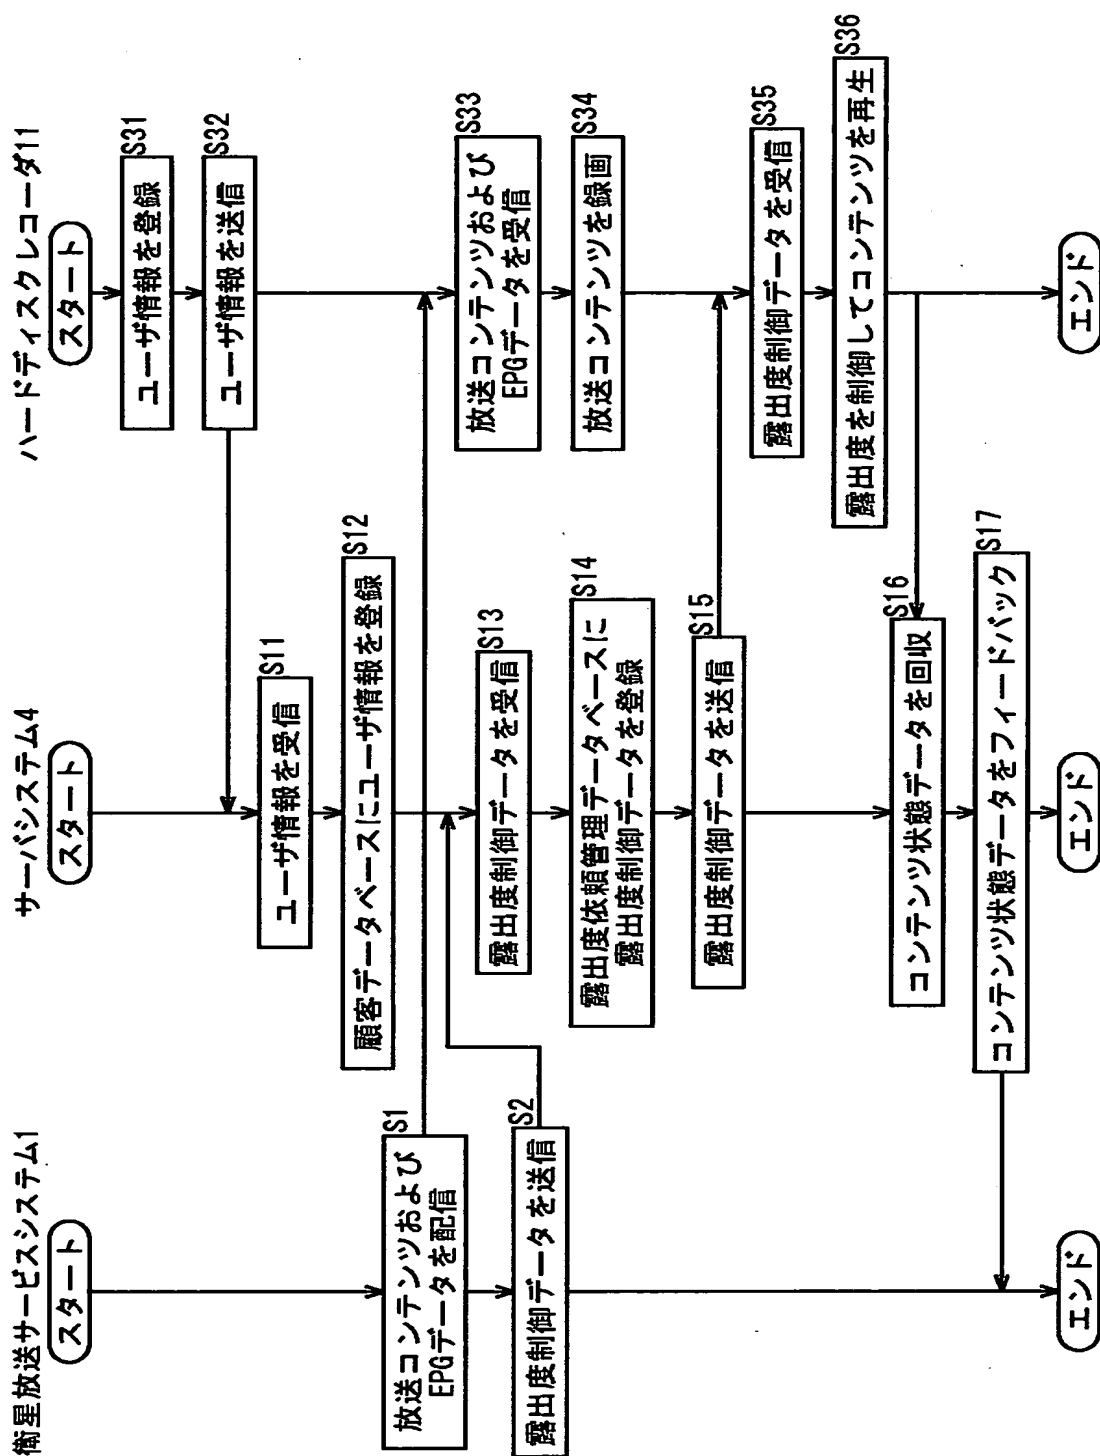 衛星放送サービスシステム1
スタート
S1
放送コンテンツおよび
EPGデータを配信
S2
露出度制御データを送信
エンド
サーバシステム4
スタート
S11
ユーザ情報を受信
S12
顧客データベースにユーザ情報を登録
S13
露出度制御データを受信
S14
露出度依頼管理データベースに
露出度制御データを登録
S15
露出度制御データを送信
S16
コンテンツ状態データを回収
S17
コンテンツ状態データをフィードバック
エンド
ハードディスクレコーダ11
スタート
S31
ユーザ情報を登録
S32
ユーザ情報を送信
S33
放送コンテンツおよび
EPGデータを受信
S34
放送コンテンツを録画
S35
露出度制御データを受信
S36
露出度を制御してコンテンツを再生
エンド